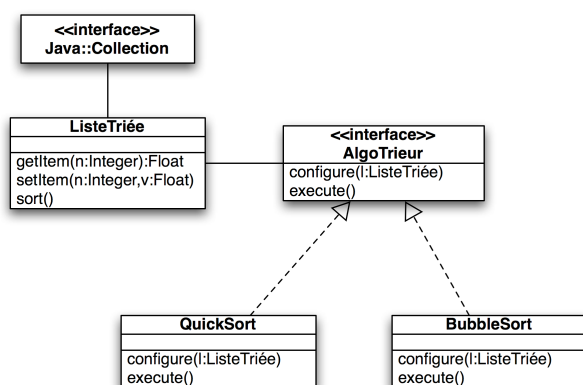 <<interface>>
Java::Collection
ListeTriée
getItem(n:Integer):Float
setItem(n:Integer,v:Float)
sort()
<<interface>>
AlgoTrieur
configure(l:ListeTriée)
execute()
QuickSort
configure(l:ListeTriée)
execute()
BubbleSort
configure(l:ListeTriée)
execute()